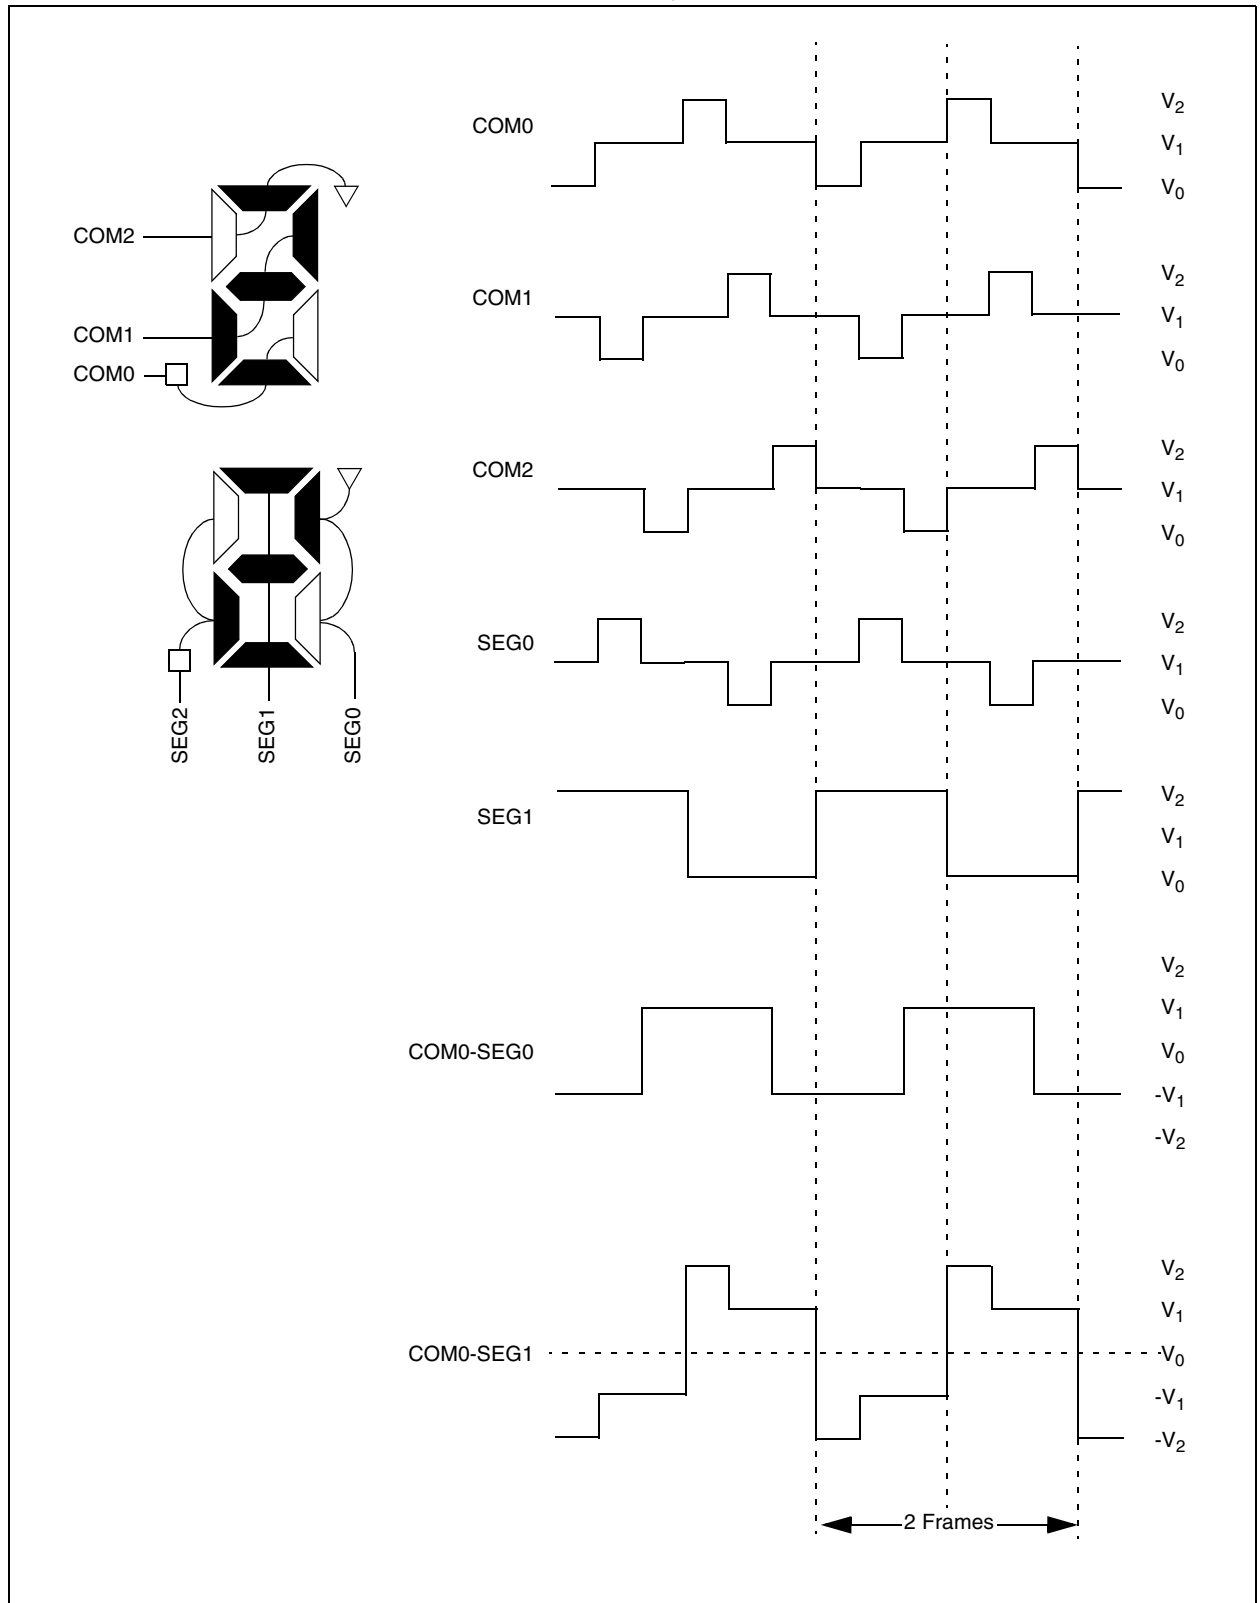 COM0
V2
V1
V0
COM2
COM1
COM0
COM1
V2
V1
V0
COM2
V2
V1
V0
SEG0
V2
V1
V0
SEG2
SEG1
SEG0
SEG1
V2
V1
V0
COM0-SEG0
V2
V1
V0
-V1
-V2
COM0-SEG1
V2
V1
V0
-V1
-V2
2 Frames